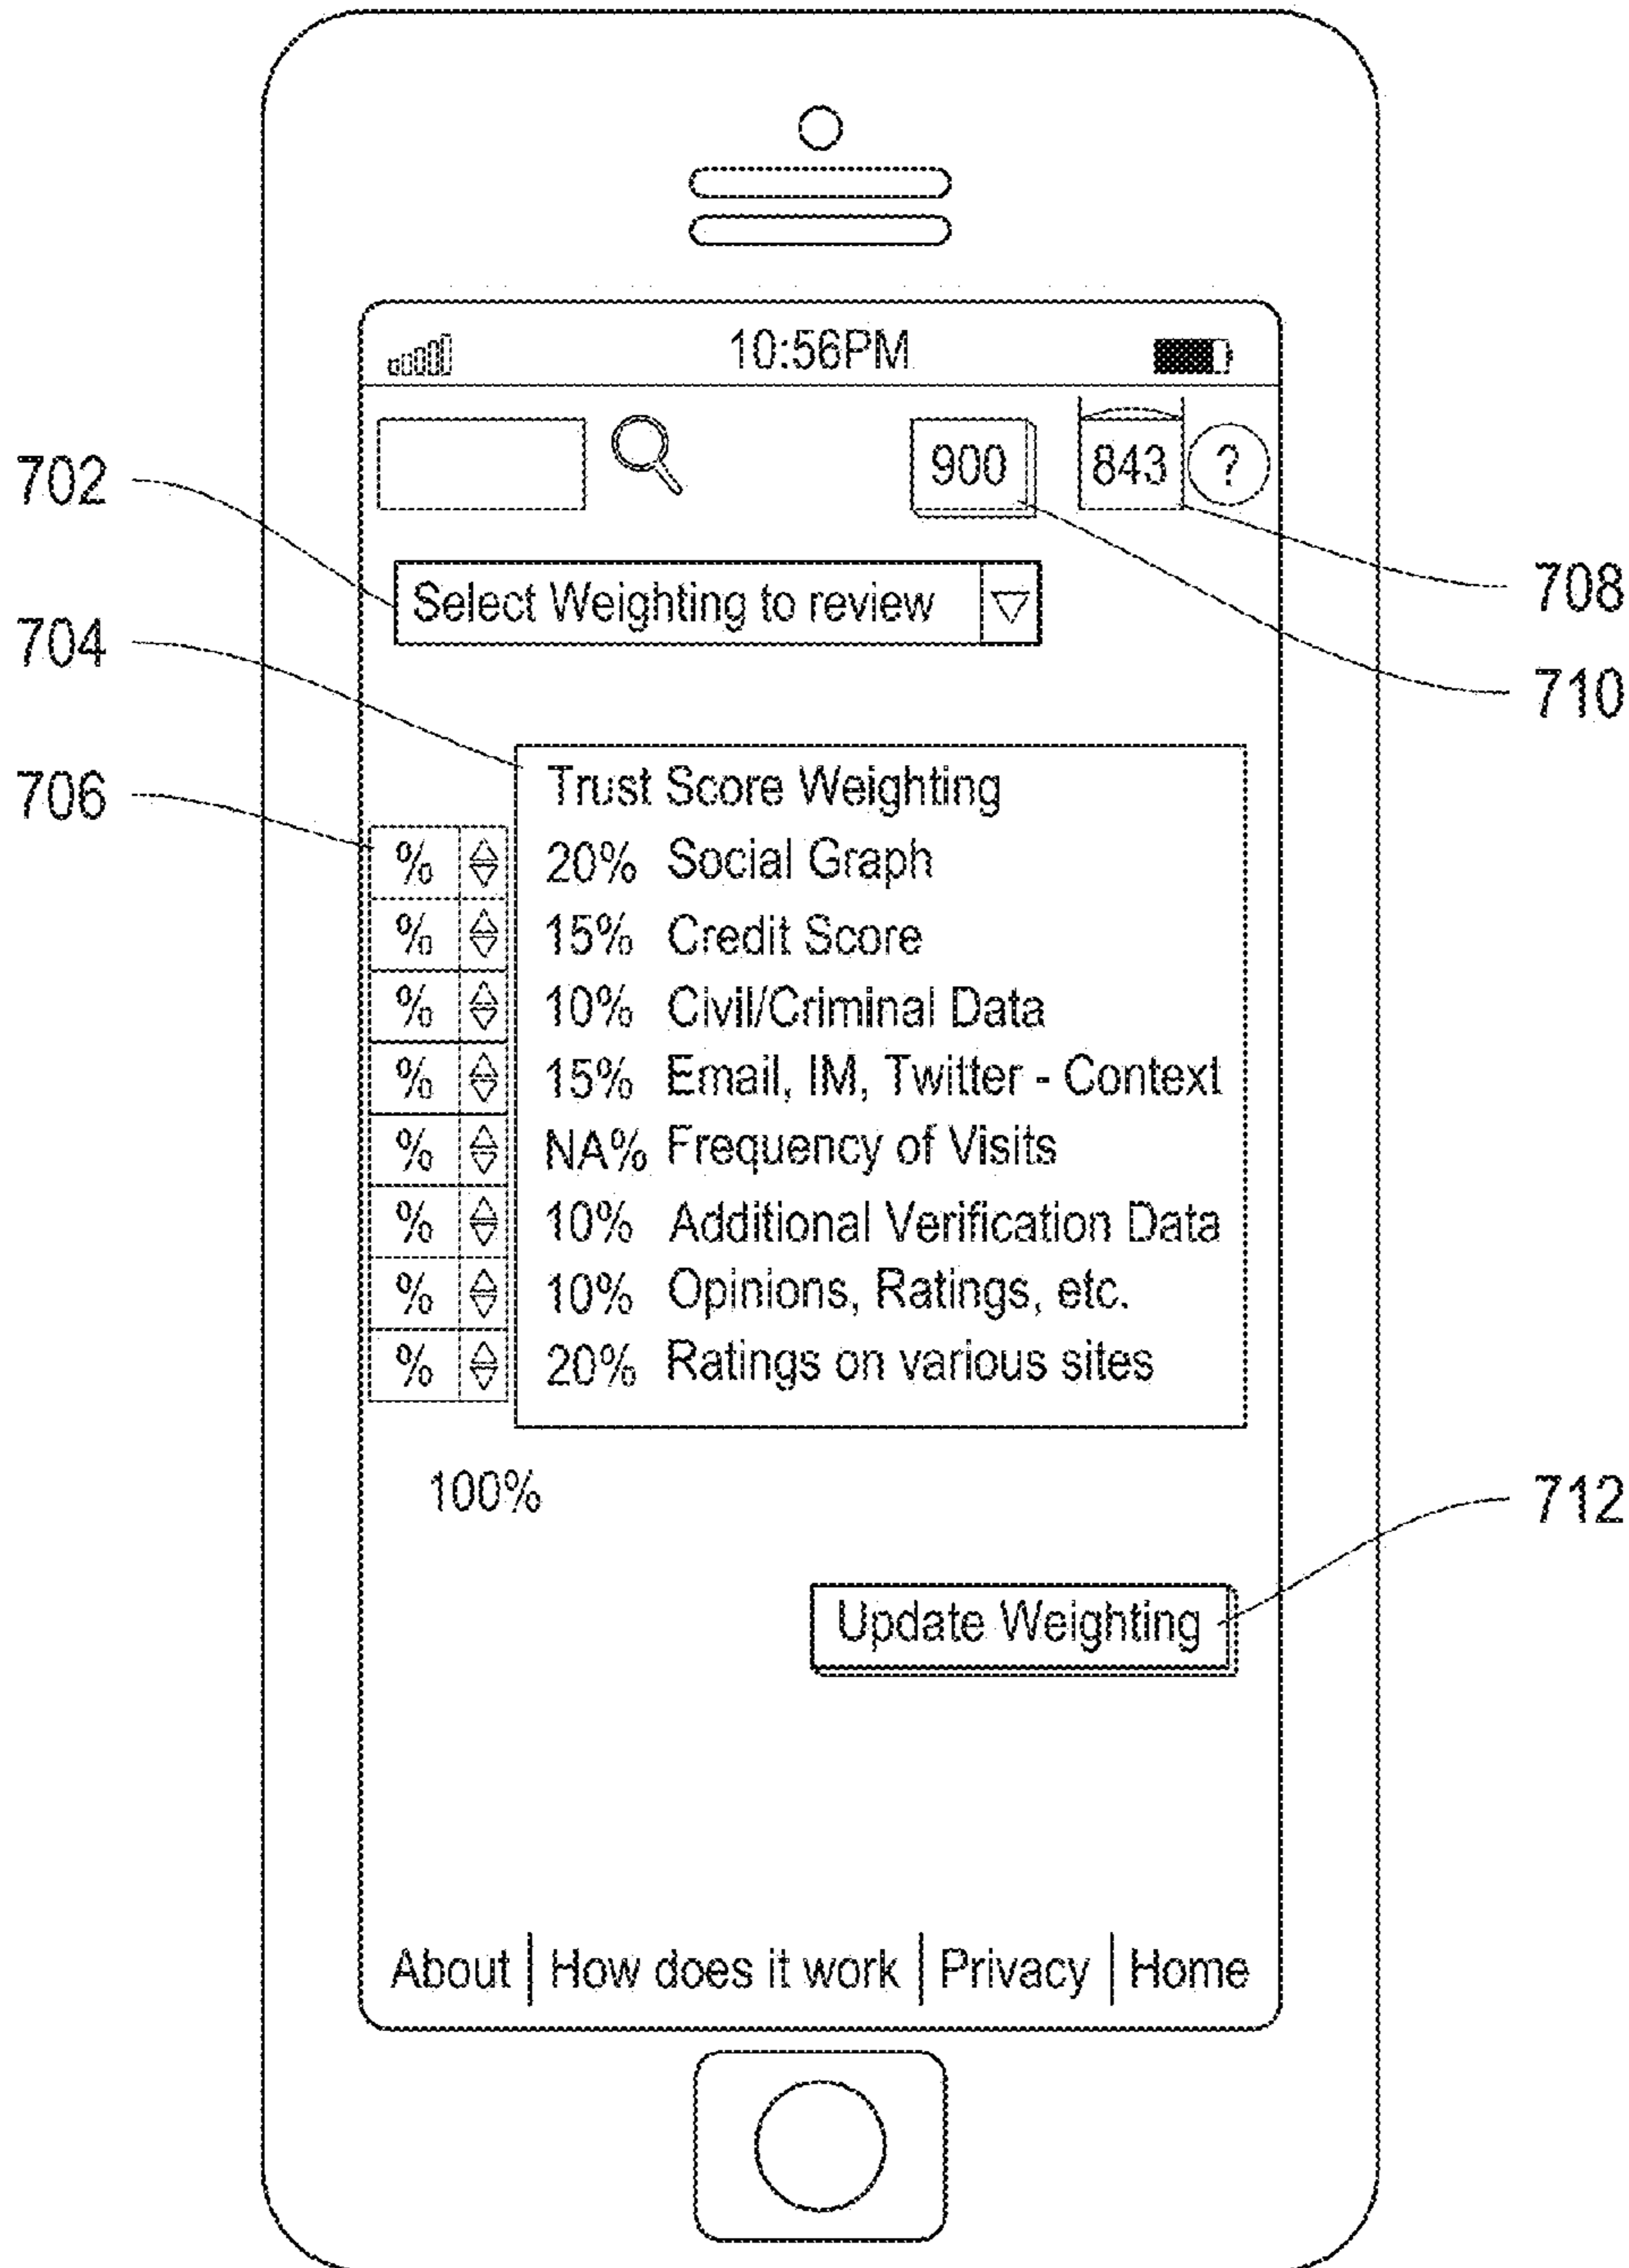 10:56PM
900 843 ?
702
Select Weighting to review
708
704
710
706
Trust Score Weighting
% 20% Social Graph
% 15% Credit Score
% 10% Civil/Criminal Data
% 15% Email, IM, Twitter - Context
% NA% Frequency of Visits
% 10% Additional Verification Data
% 10% Opinions, Ratings, etc.
% 20% Ratings on various sites
100%
712
Update Weighting
About | How does it work | Privacy | Home